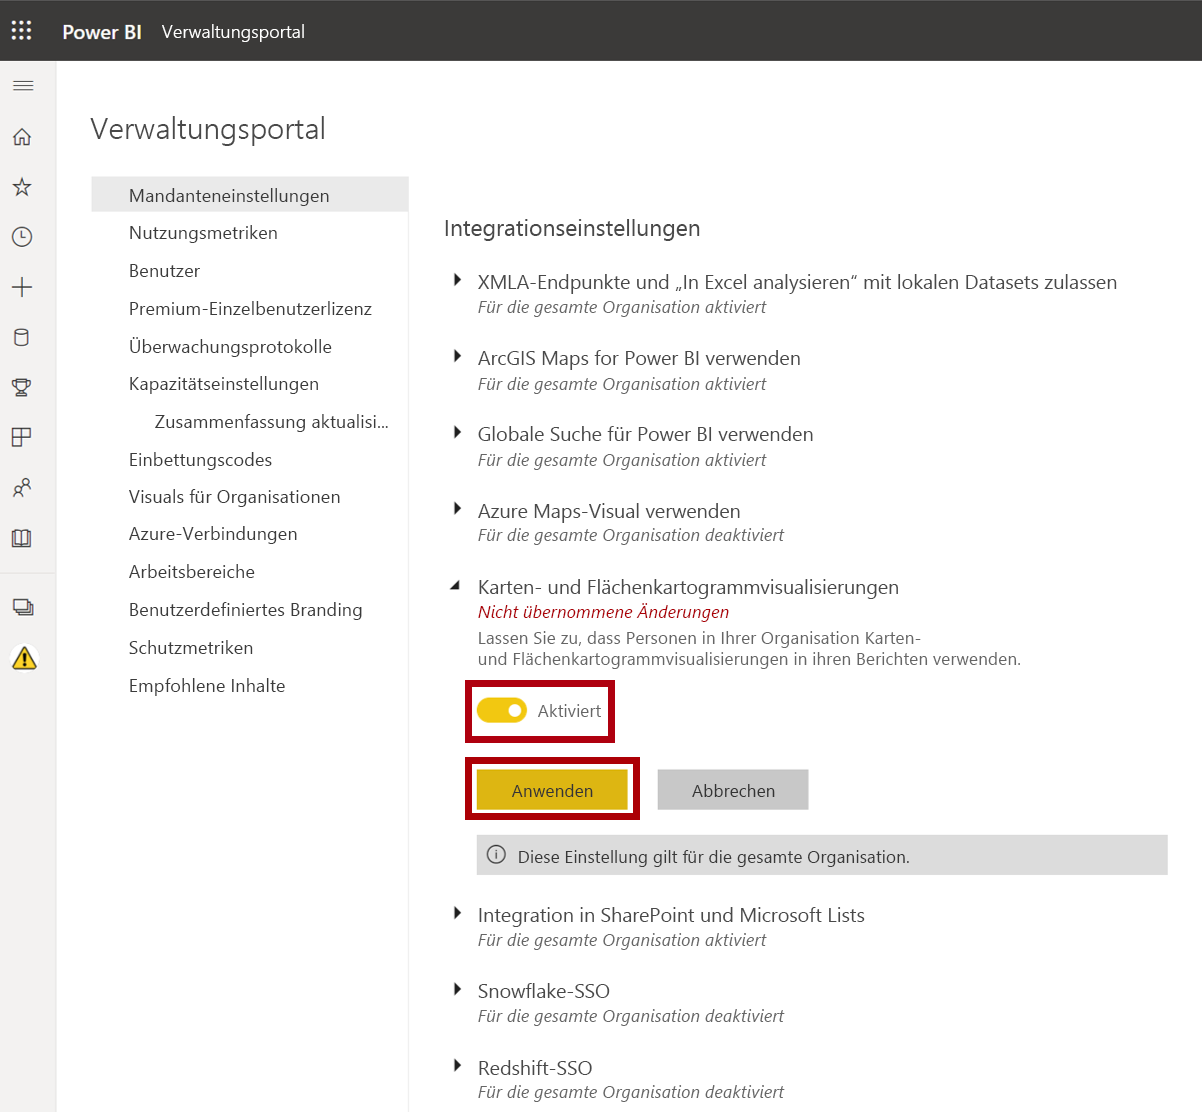 Power BI Verwaltungsportal
Verwaltungsportal
Mandanteneinstellungen
Nutzungsmetriken
Benutzer
Premium-Einzelbenutzerlizenz
Überwachungsprotokolle
Kapazitätseinstellungen
Zusammenfassung aktualisi...
Einbettungscodes
Visuals für Organisationen
Azure-Verbindungen
Arbeitsbereiche
Benutzerdefiniertes Branding
Schutzmetriken
Empfohlene Inhalte
Integrationseinstellungen
XMLA-Endpunkte und „In Excel analysieren“ mit lokalen Datasets zulassen
Für die gesamte Organisation aktiviert
ArcGIS Maps for Power BI verwenden
Für die gesamte Organisation aktiviert
Globale Suche für Power BI verwenden
Für die gesamte Organisation aktiviert
Azure Maps-Visual verwenden
Für die gesamte Organisation deaktiviert
Karten- und Flächenkartogrammvisualisierungen
Nicht übernommene Änderungen
Lassen Sie zu, dass Personen in Ihrer Organisation Karten-
und Flächenkartogrammvisualisierungen in ihren Berichten verwenden.
Aktiviert
Anwenden Abbrechen
Diese Einstellung gilt für die gesamte Organisation.
Integration in SharePoint und Microsoft Lists
Für die gesamte Organisation aktiviert
Snowflake-SSO
Für die gesamte Organisation deaktiviert
Redshift-SSO
Für die gesamte Organisation deaktiviert